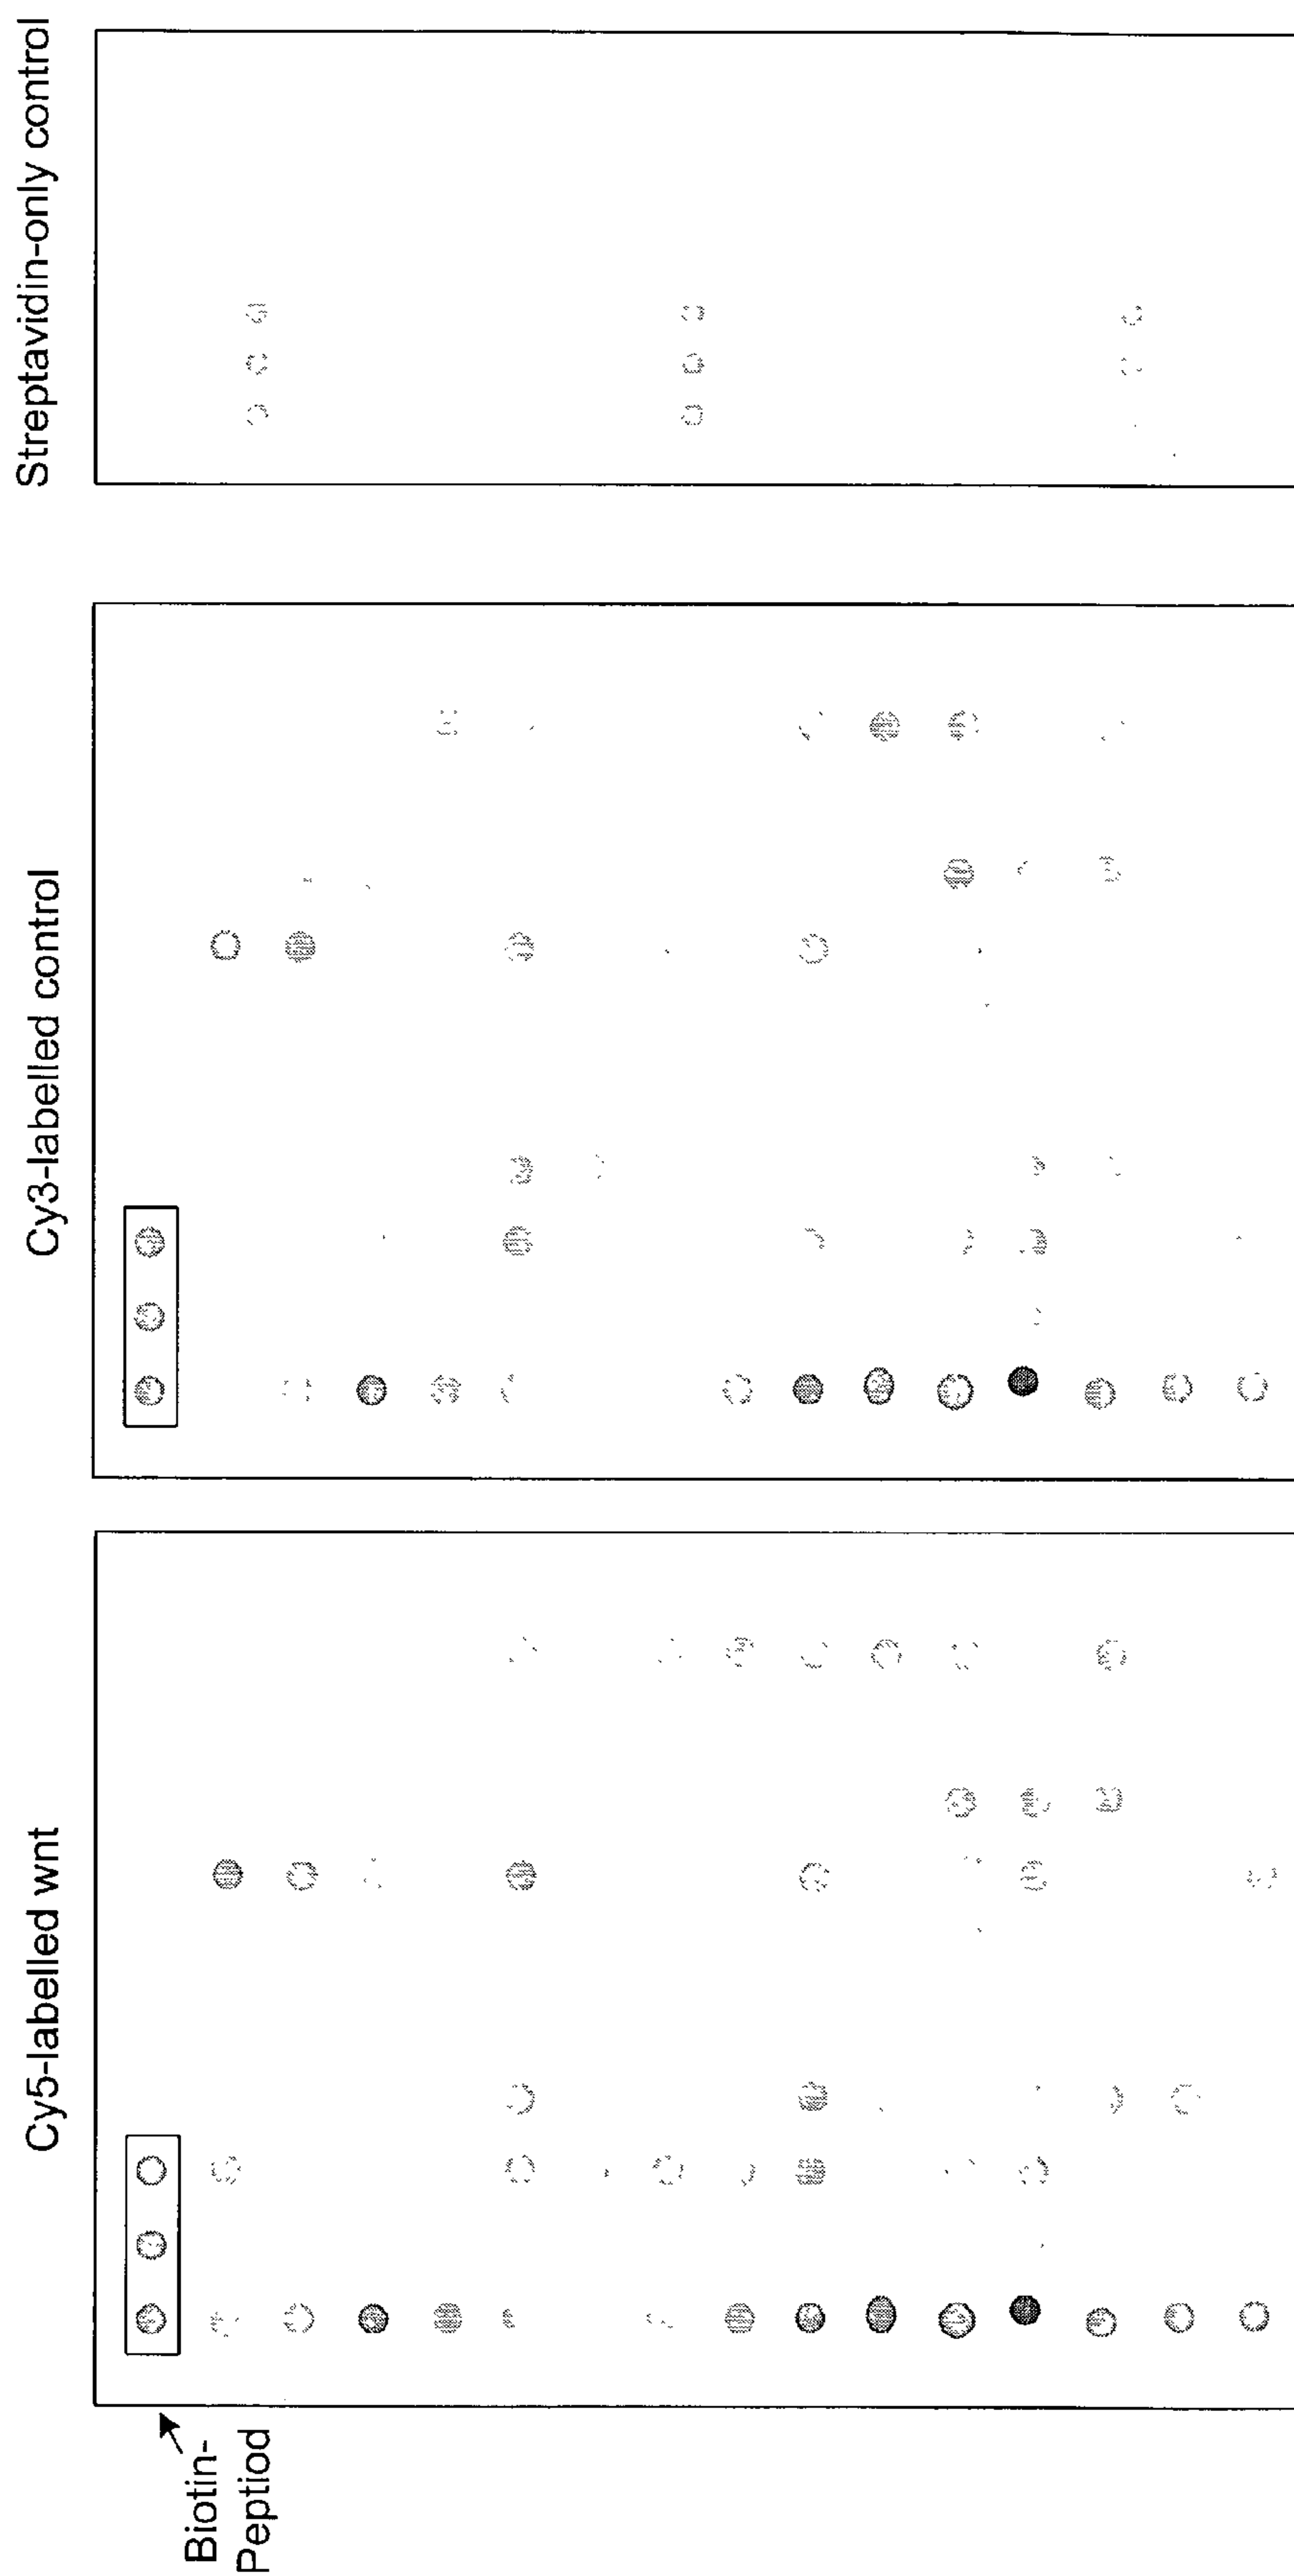 Biotin-
Peptiod
Cy5-labelled wnt
Cy3-labelled control
Streptavidin-only control